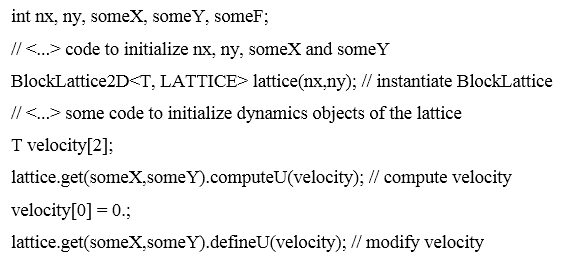 int nx, ny, someX, someY, someF;
// <...> code to initialize nx, ny, someX and someY
BlockLattice2D<T, LATTICE> lattice(nx,ny); // instantiate BlockLattice
// <...> some code to initialize dynamics objects of the lattice
T velocity[2];
lattice.get(someX,someY).computeU(velocity); // compute velocity
velocity[0] = 0.;
lattice.get(someX,someY).defineU(velocity); // modify velocity